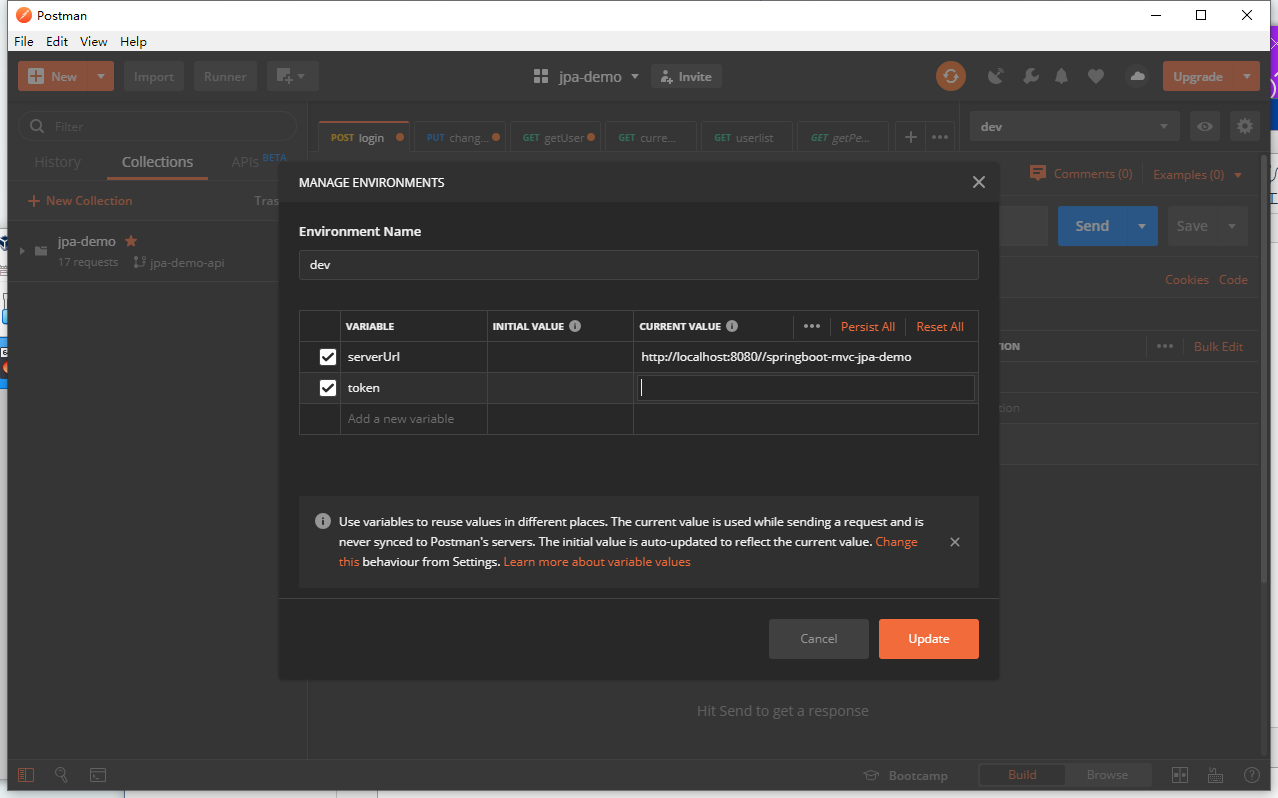 Postman
File Edit View Help
New Import Runner jpa-demo Invite Upgrade
Filter
POST login PUT chang... GET getUser GET curre... GET userlist GET getPe... dev
History Collections APIs BETA
New Collection Tras
jpa-demo
17 requests jpa-demo-api
MANAGE ENVIRONMENTS
Comments (0) Examples (0)
Environment Name
Send Save
dev
Cookies Code
VARIABLE INITIAL VALUE CURRENT VALUE Persist All Reset All
ION Bulk Edit
serverUrl http://localhost:8080//springboot-mvc-jpa-demo
token
Add a new variable
tion
Use variables to reuse values in different places. The current value is used while sending a request and is
never synced to Postman's servers. The initial value is auto-updated to reflect the current value. Change
this behaviour from Settings. Learn more about variable values
Cancel Update
Hit Send to get a response
Bootcamp Build Browse